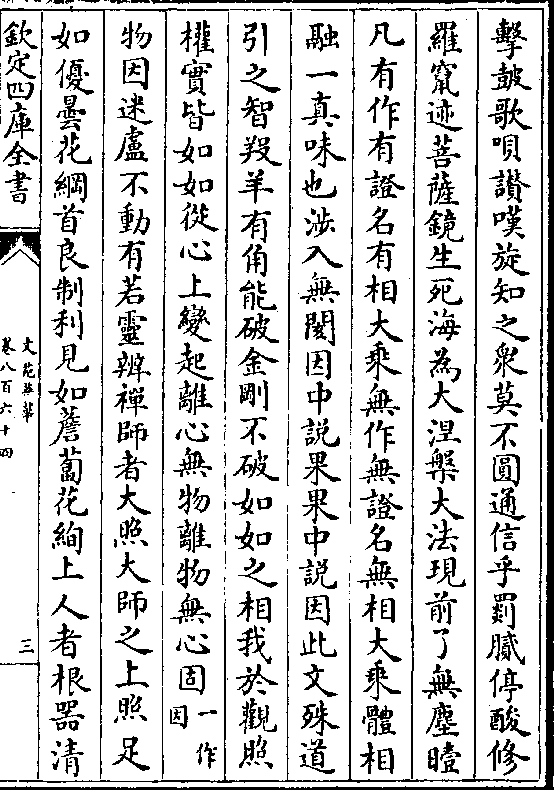 擊皷歌唄讃嘆旋知之衆莫不圓通信乎罽膩停酸修
羅竄迹菩薩鏡生死海為大涅槃大法現前了無塵曀
凡有作有證名有相大乘無作無證名無相大乘體相
融一真味也涉入無閡因中説果果中説因此文殊道
引之智羖羊有角能破金剛不破如如之相我於觀照
權實皆如如從心上變起離心無物離物無心固一作因
物因迷盧不動有若靈辨禪師者大照大師之上照足
如優曇花綱首良制利見如薝蔔花絢上人者根器清
欽定四庫全書
文苑英華
卷八百六十四
三